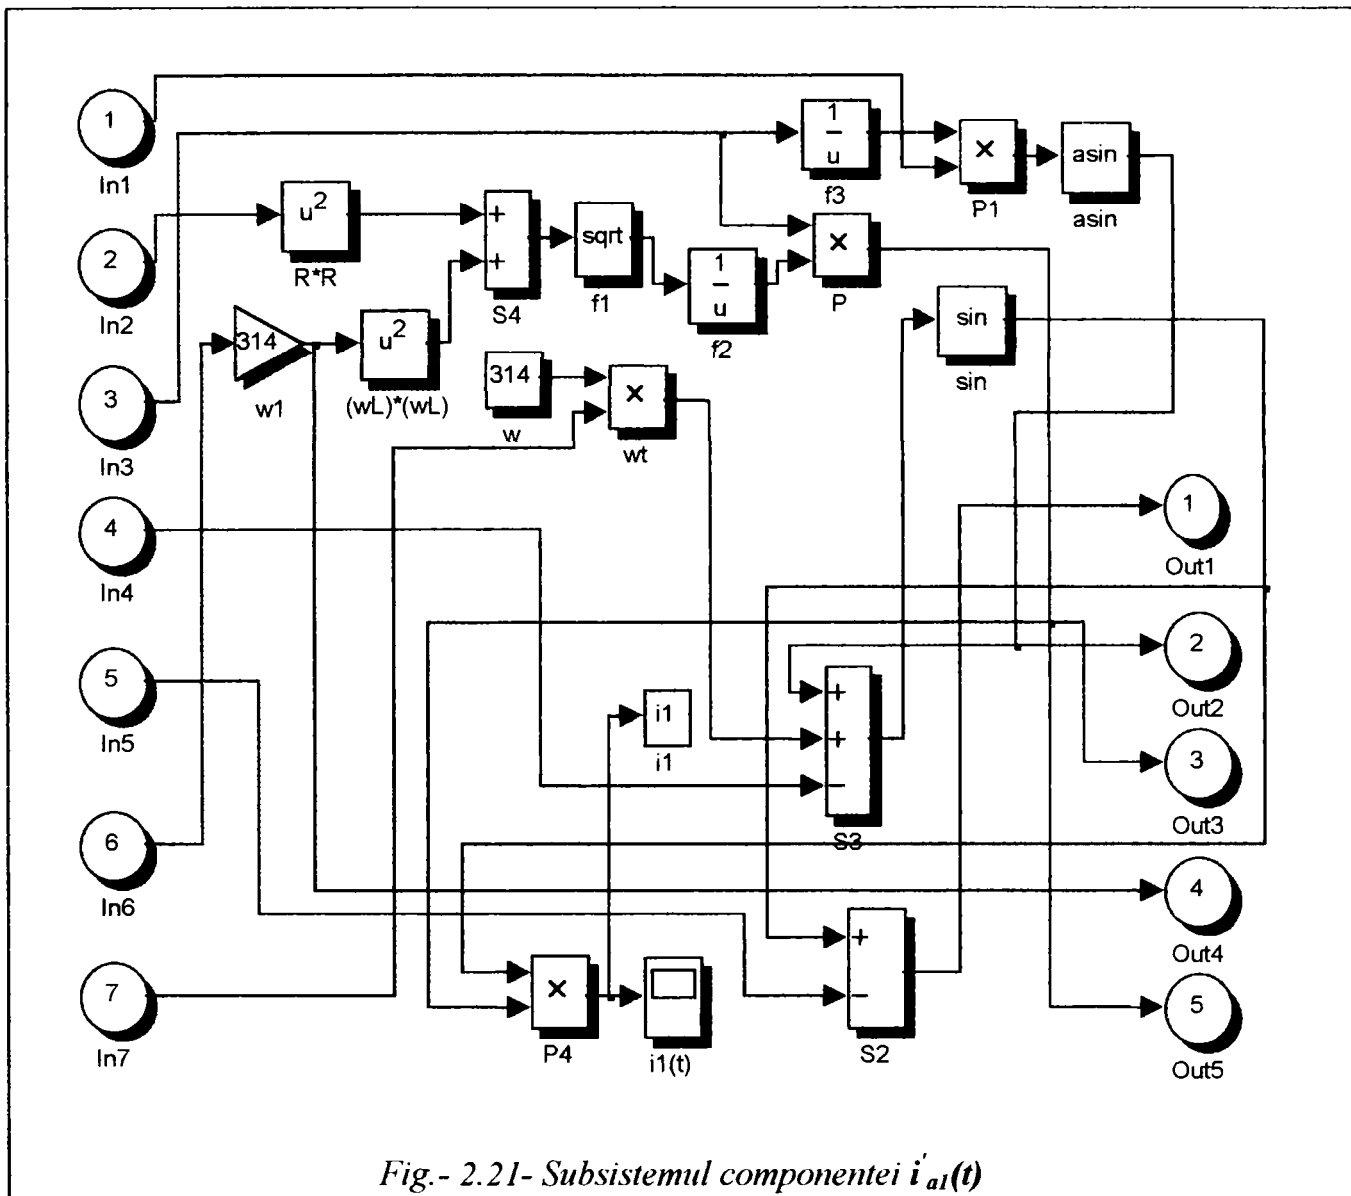 1
In1
1
u
f3
×
P1
asin
asin
2
In2
u²
R*R
+
+
S4
sqrt
f1
1
u
f2
×
P
sin
sin
3
In3
314
w1
u²
(wL)*(wL)
314
w
×
wt
4
In4
1
Out1
5
In5
i1
i1
+
+
−
S3
2
Out2
3
Out3
6
In6
4
Out4
7
In7
×
P4
i1(t)
+
−
S2
5
Out5
Fig.- 2.21- Subsistemul componentei i'a1(t)